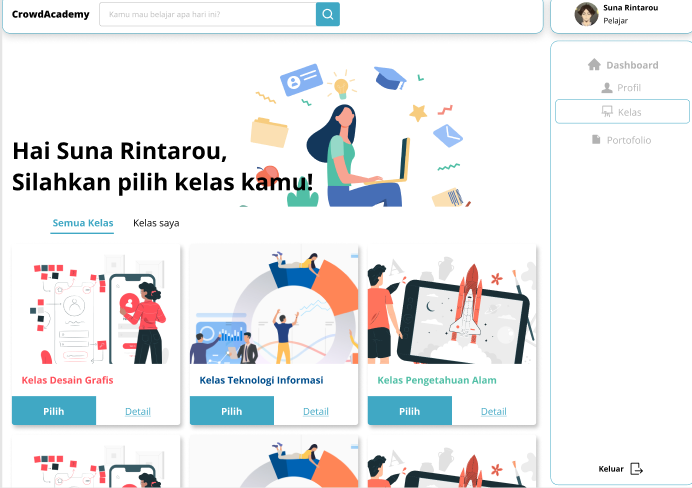 CrowdAcademy
Kamu mau belajar apa hari ini?
Suna Rintarou
Pelajar
Dashboard
Profil
Kelas
Portofolio
Hai Suna Rintarou,
Silahkan pilih kelas kamu!
Semua Kelas
Kelas saya
Kelas Desain Grafis
Pilih
Detail
Kelas Teknologi Informasi
Pilih
Detail
Kelas Pengetahuan Alam
Pilih
Detail
Keluar